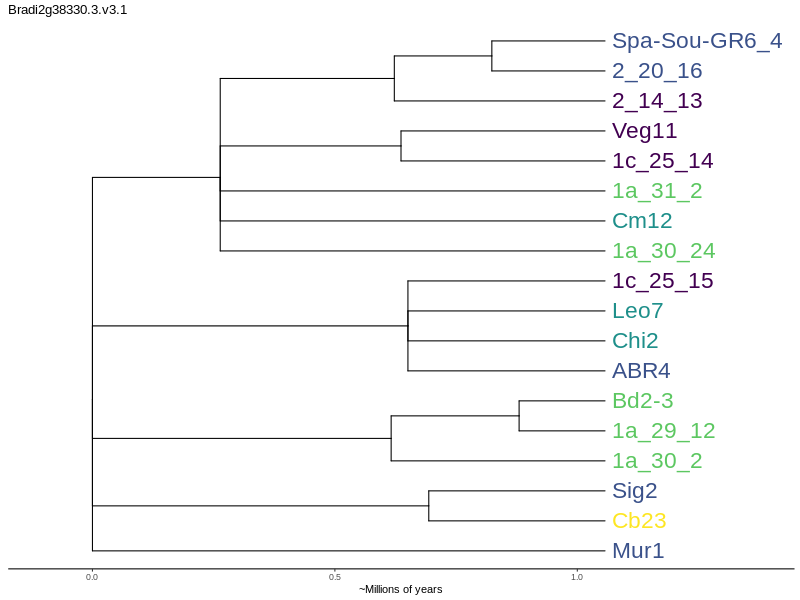 Bradi2g38330.3.v3.1
Spa-Sou-GR6_4
2_20_16
2_14_13
Veg11
1c_25_14
1a_31_2
Cm12
1a_30_24
1c_25_15
Leo7
Chi2
ABR4
Bd2-3
1a_29_12
1a_30_2
Sig2
Cb23
Mur1
0.0 0.5 1.0
~Millions of years